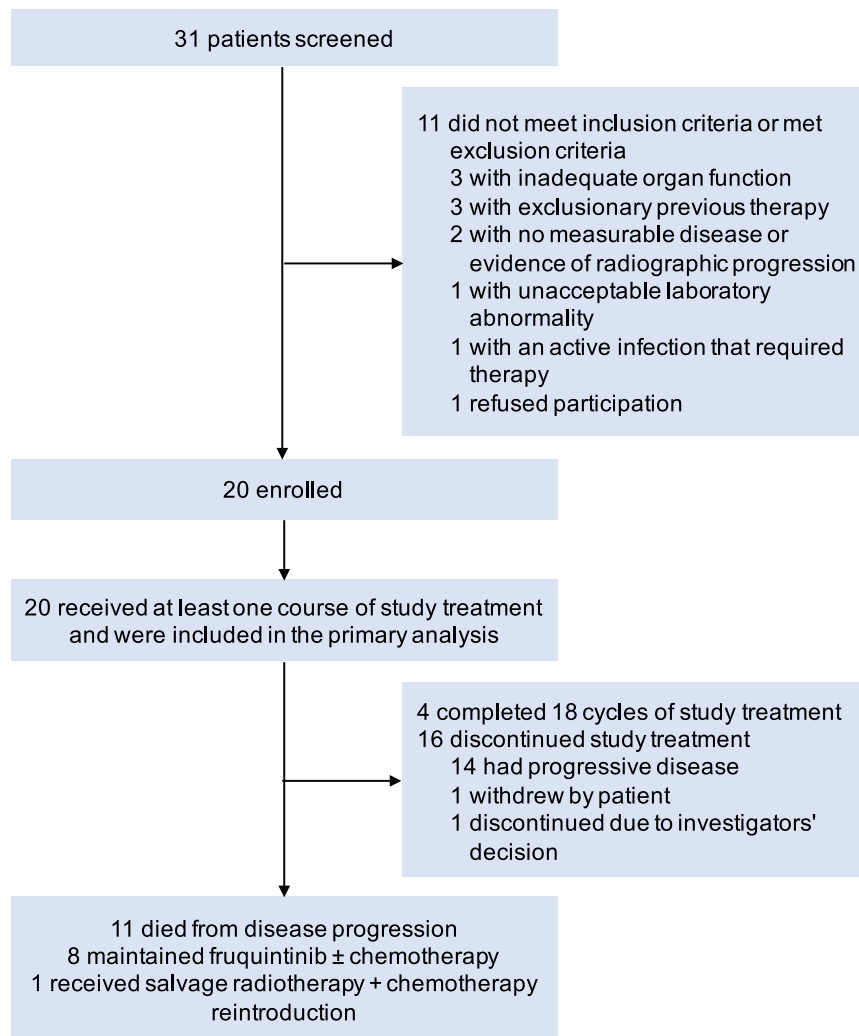 31 patients screened
11 did not meet inclusion criteria or met
exclusion criteria
3 with inadequate organ function
3 with exclusionary previous therapy
2 with no measurable disease or
evidence of radiographic progression
1 with unacceptable laboratory
abnormality
1 with an active infection that required
therapy
1 refused participation
20 enrolled
20 received at least one course of study treatment
and were included in the primary analysis
4 completed 18 cycles of study treatment
16 discontinued study treatment
14 had progressive disease
1 withdrew by patient
1 discontinued due to investigators'
decision
11 died from disease progression
8 maintained fruquintinib ± chemotherapy
1 received salvage radiotherapy + chemotherapy
reintroduction